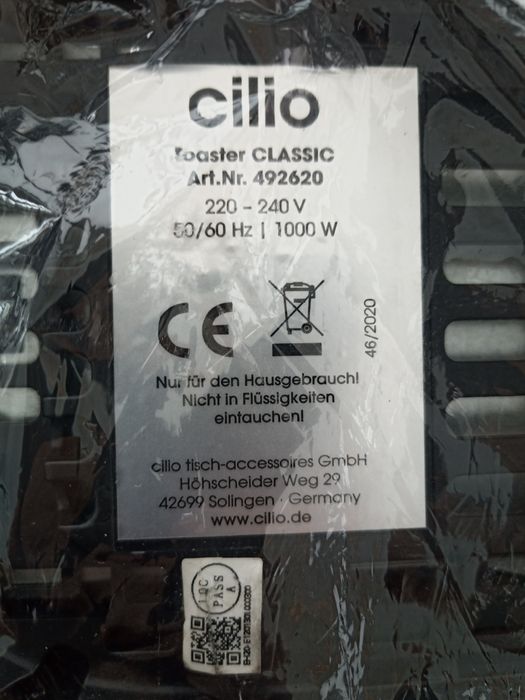 cilio
Toaster CLASSIC
Art.Nr. 492620
220 - 240 V
50/60 Hz | 1000 W
CE
46/2020
Nur für den Hausgebrauch!
Nicht in Flüssigkeiten
eintauchen!
cilio tisch-accessoires GmbH
Höhscheider Weg 29
42699 Solingen · Germany
www.cilio.de
IQC
PASS
A